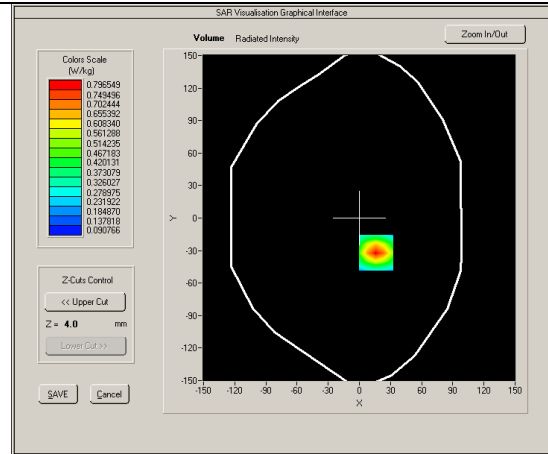 SAR Visualisation Graphical Interface
Volume Radiated Intensity
Zoom In/Out
Colors Scale
(W/kg)
0.796549
0.749496
0.702444
0.655392
0.608340
0.561288
0.514235
0.467183
0.420131
0.373079
0.326027
0.278975
0.231922
0.184870
0.137818
0.090766
Z-Cuts Control
<< Upper Cut
Z = 4.0 mm
Lower Cut >>
SAVE Cancel
150
120
90
60
30
0
-30
-60
-90
-120
-150
Y
-150 -120 -90 -60 -30 0 30 60 90 120 150
X